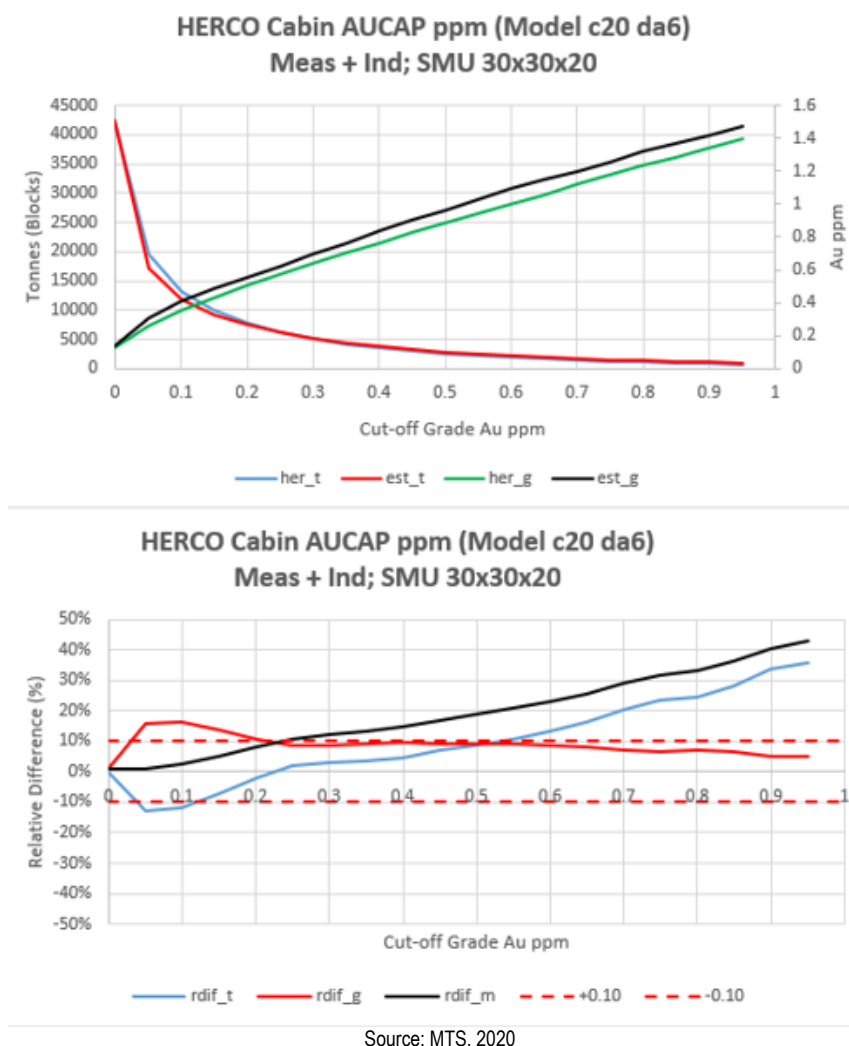 HERCO Cabin AUCAP ppm (Model c20 da6)
Meas + Ind; SMU 30x30x20
45000
40000
35000
30000
25000
20000
15000
10000
5000
0
Tonnes (Blocks)
1.6
1.4
1.2
1
0.8
0.6
0.4
0.2
0
Au ppm
0 0.1 0.2 0.3 0.4 0.5 0.6 0.7 0.8 0.9 1
Cut-off Grade Au ppm
her_t est_t her_g est_g
HERCO Cabin AUCAP ppm (Model c20 da6)
Meas + Ind; SMU 30x30x20
50%
40%
30%
20%
10%
0%
-10%
-20%
-30%
-40%
-50%
Relative Difference (%)
0 0.1 0.2 0.3 0.4 0.5 0.6 0.7 0.8 0.9 1
Cut-off Grade Au ppm
rdif_t rdif_g rdif_m +0.10 -0.10
Source: MTS, 2020